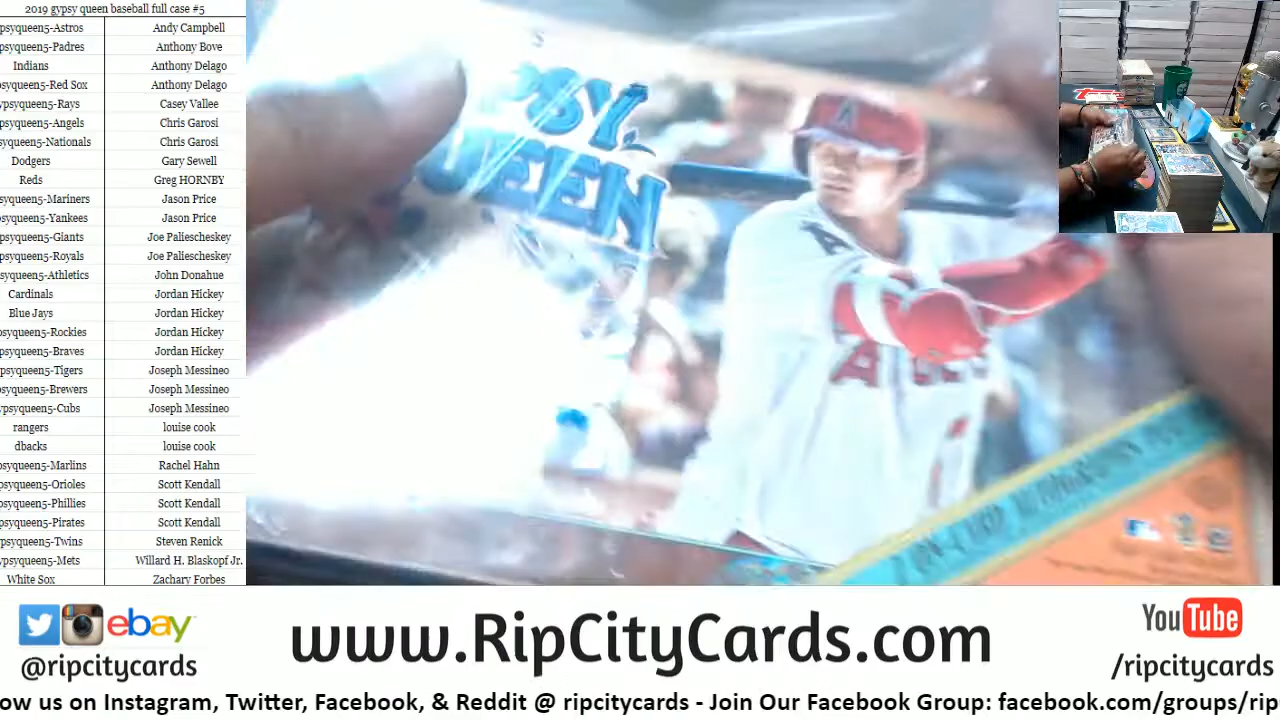 2019 gypsy queen baseball full case #5
psyqueen5-Astros Andy Campbell
psyqueen5-Padres Anthony Bove
Indians Anthony Delago
psyqueen5-Red Sox Anthony Delago
ypsyqueen5-Rays Casey Vallee
psyqueen5-Angels Chris Garosi
psyqueen5-Nationals Chris Garosi
Dodgers Gary Sewell
Reds Greg HORNBY
psyqueen5-Mariners Jason Price
psyqueen5-Yankees Jason Price
psyqueen5-Giants Joe Paliescheskey
psyqueen5-Royals Joe Paliescheskey
syqueen5-Athletics John Donahue
Cardinals Jordan Hickey
Blue Jays Jordan Hickey
psyqueen5-Rockies Jordan Hickey
psyqueen5-Braves Jordan Hickey
psyqueen5-Tigers Joseph Messineo
psyqueen5-Brewers Joseph Messineo
ypsyqueen5-Cubs Joseph Messineo
rangers louise cook
dbacks louise cook
psyqueen5-Marlins Rachel Hahn
psyqueen5-Orioles Scott Kendall
psyqueen5-Phillies Scott Kendall
psyqueen5-Pirates Scott Kendall
psyqueen5-Twins Steven Renick
ypsyqueen5-Mets Willard H. Blaskopf Jr.
White Sox Zachary Forbes
PSY
UEEN
A
ebay
@ripcitycards
www.RipCityCards.com
YouTube
/ripcitycards
ow us on Instagram, Twitter, Facebook, & Reddit @ ripcitycards - Join Our Facebook Group: facebook.com/groups/rip